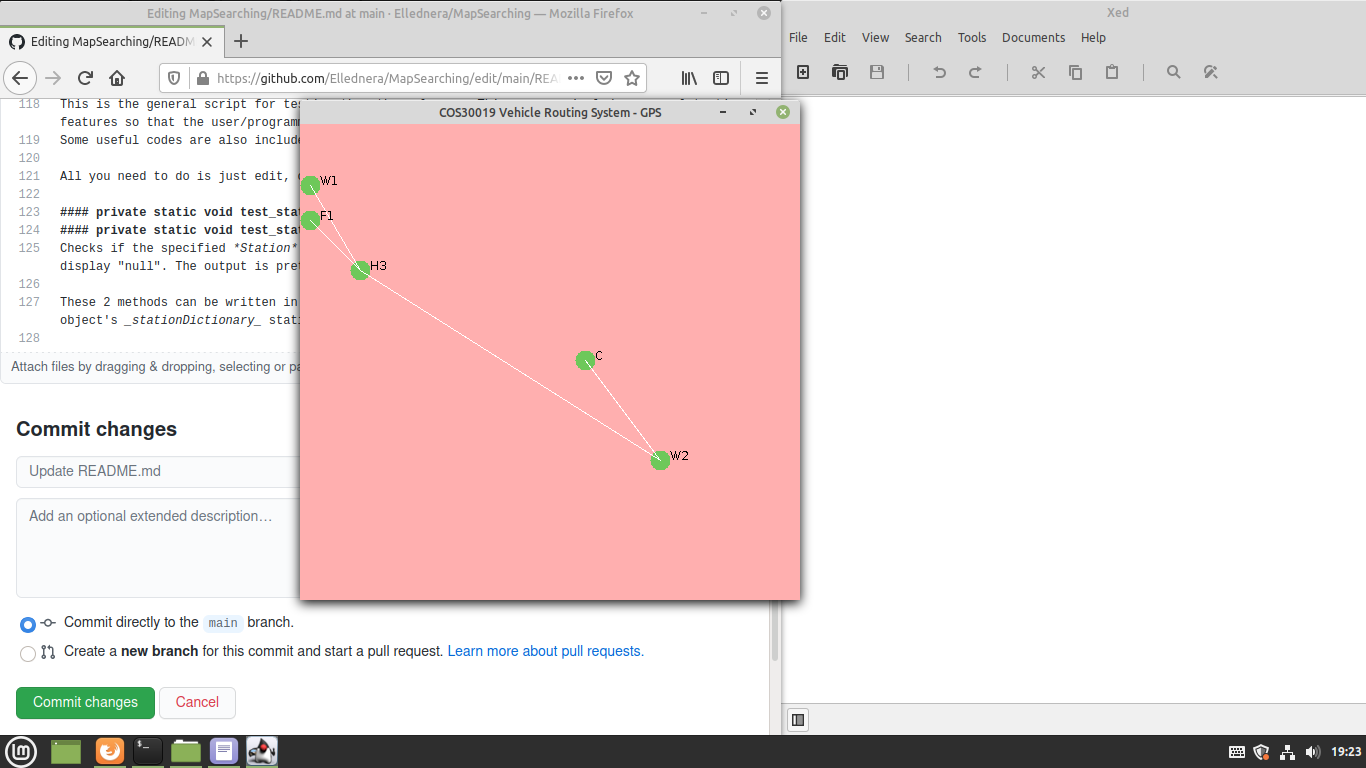 Editing MapSearching/README.md at main · Ellednera/MapSearching — Mozilla Firefox
Editing MapSearching/READM
https://github.com/Ellednera/MapSearching/edit/main/REA
118 This is the general script for
features so that the user/program
119 Some useful codes are also include
120
121 All you need to do is just edit,
122
123 #### private static void test_stat
124 #### private static void test_stat
125 Checks if the specified *Station*
display "null". The output is pret
126
127 These 2 methods can be written in
object's _stationDictionary_ stati
128
Attach files by dragging & dropping, selecting or pa
Commit changes
Update README.md
Add an optional extended description…
Commit directly to the main branch.
Create a new branch for this commit and start a pull request. Learn more about pull requests.
Commit changes Cancel
COS30019 Vehicle Routing System - GPS
W1
F1
H3
C
W2
Xed
File Edit View Search Tools Documents Help
$_
lm
19:23